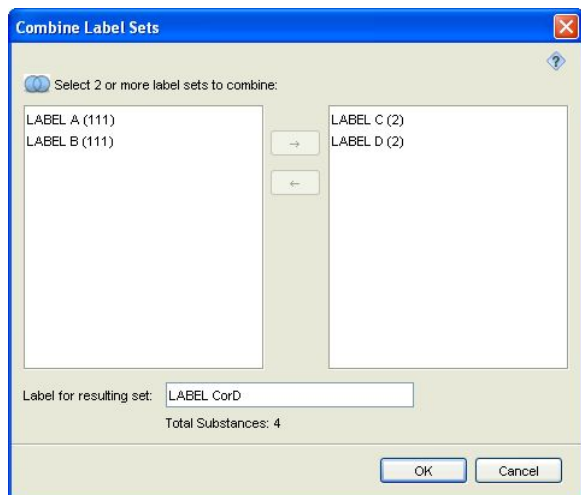 Combine Label Sets
Select 2 or more label sets to combine:
LABEL A (111)
LABEL B (111)
LABEL C (2)
LABEL D (2)
Label for resulting set: LABEL CorD
Total Substances: 4
OK Cancel